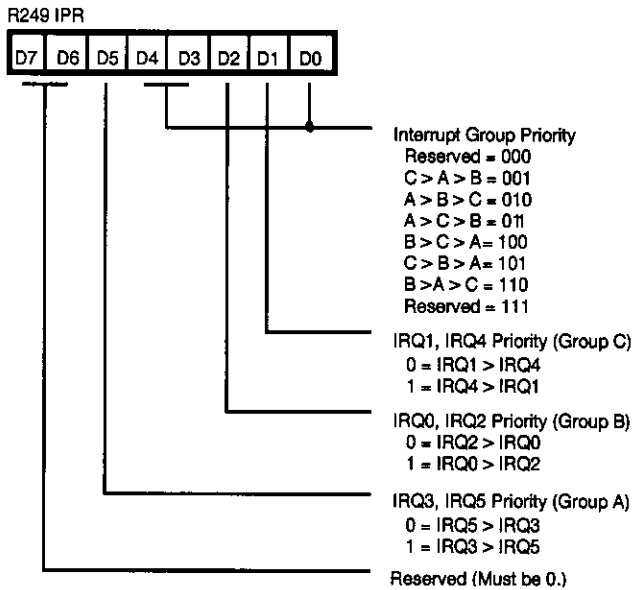 R249 IPR
D7 D6 D5 D4 D3 D2 D1 D0
Interrupt Group Priority
Reserved = 000
C > A > B = 001
A > B > C = 010
A > C > B = 011
B > C > A = 100
C > B > A = 101
B > A > C = 110
Reserved = 111
IRQ1, IRQ4 Priority (Group C)
0 = IRQ1 > IRQ4
1 = IRQ4 > IRQ1
IRQ0, IRQ2 Priority (Group B)
0 = IRQ2 > IRQ0
1 = IRQ0 > IRQ2
IRQ3, IRQ5 Priority (Group A)
0 = IRQ5 > IRQ3
1 = IRQ3 > IRQ5
Reserved (Must be 0.)